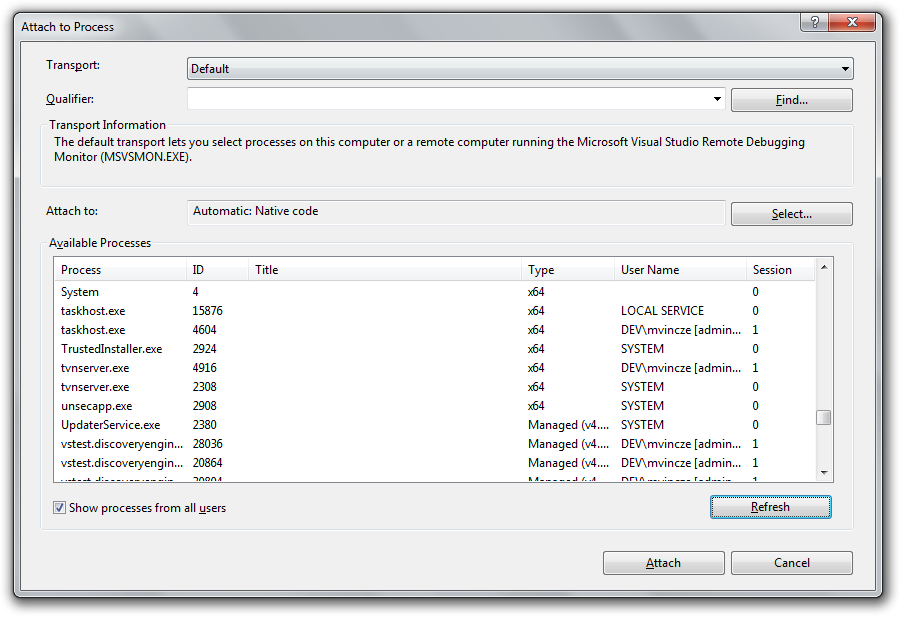 Attach to Process
Transport:
Default
Qualifier:
Find...
Transport Information
The default transport lets you select processes on this computer or a remote computer running the Microsoft Visual Studio Remote Debugging
Monitor (MSVSMON.EXE).
Attach to:
Automatic: Native code
Select...
Available Processes
Process ID Title Type User Name Session
System 4 x64 0
taskhost.exe 15876 x64 LOCAL SERVICE 0
taskhost.exe 4604 x64 DEV\mvincze [admin... 1
TrustedInstaller.exe 2924 x64 SYSTEM 0
tvnserver.exe 4916 x64 DEV\mvincze [admin... 1
tvnserver.exe 2308 x64 SYSTEM 0
unsecapp.exe 2908 x64 SYSTEM 0
UpdaterService.exe 2380 Managed (v4.... SYSTEM 0
vstest.discoveryengin... 28036 Managed (v4.... DEV\mvincze [admin... 1
vstest.discoveryengin... 20864 Managed (v4.... DEV\mvincze [admin... 1
Show processes from all users
Refresh
Attach
Cancel